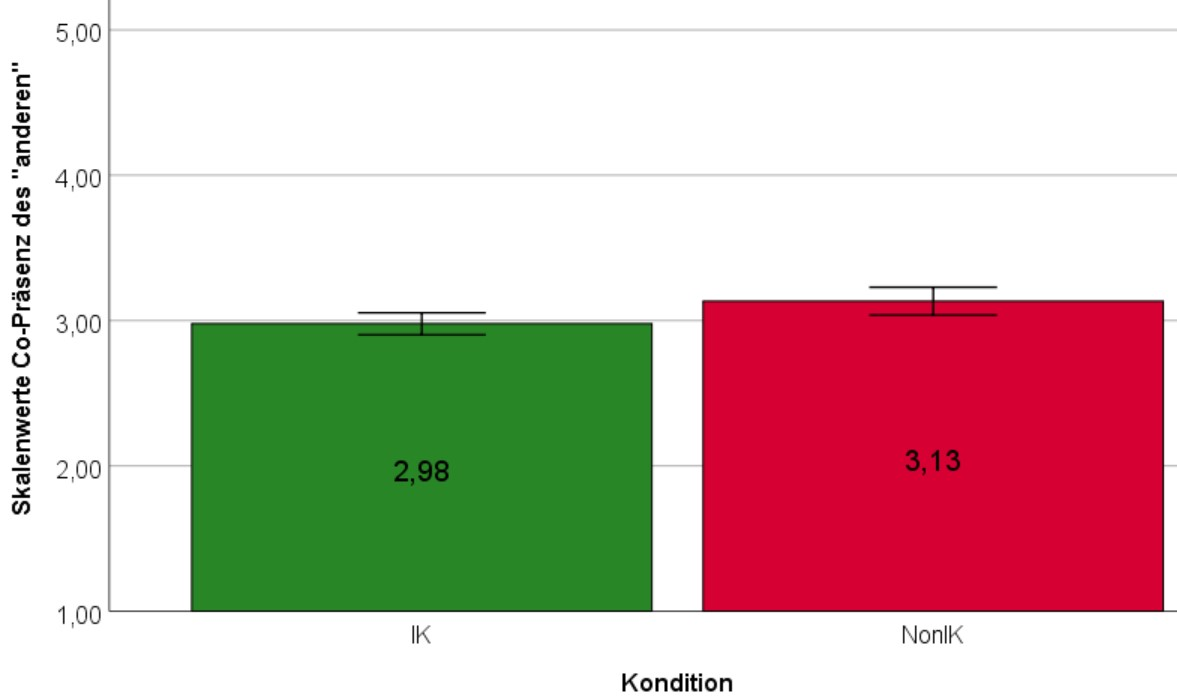 Skalenwerte Co-Präsenz des "anderen"
5,00
4,00
3,00
2,00
1,00
2,98
3,13
IK
NonIK
Kondition